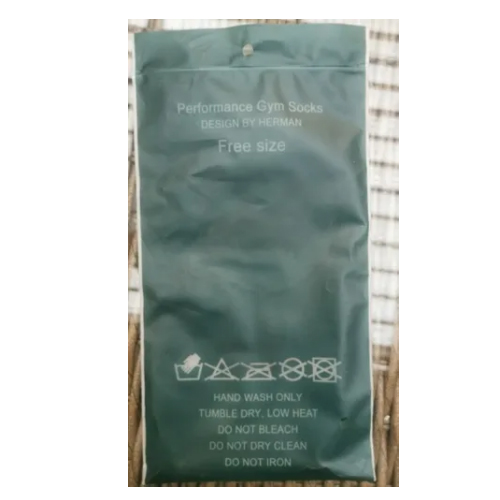 Performance Gym Socks
DESIGN BY HERMAN
Free size
HAND WASH ONLY
TUMBLE DRY, LOW HEAT
DO NOT BLEACH
DO NOT DRY CLEAN
DO NOT IRON